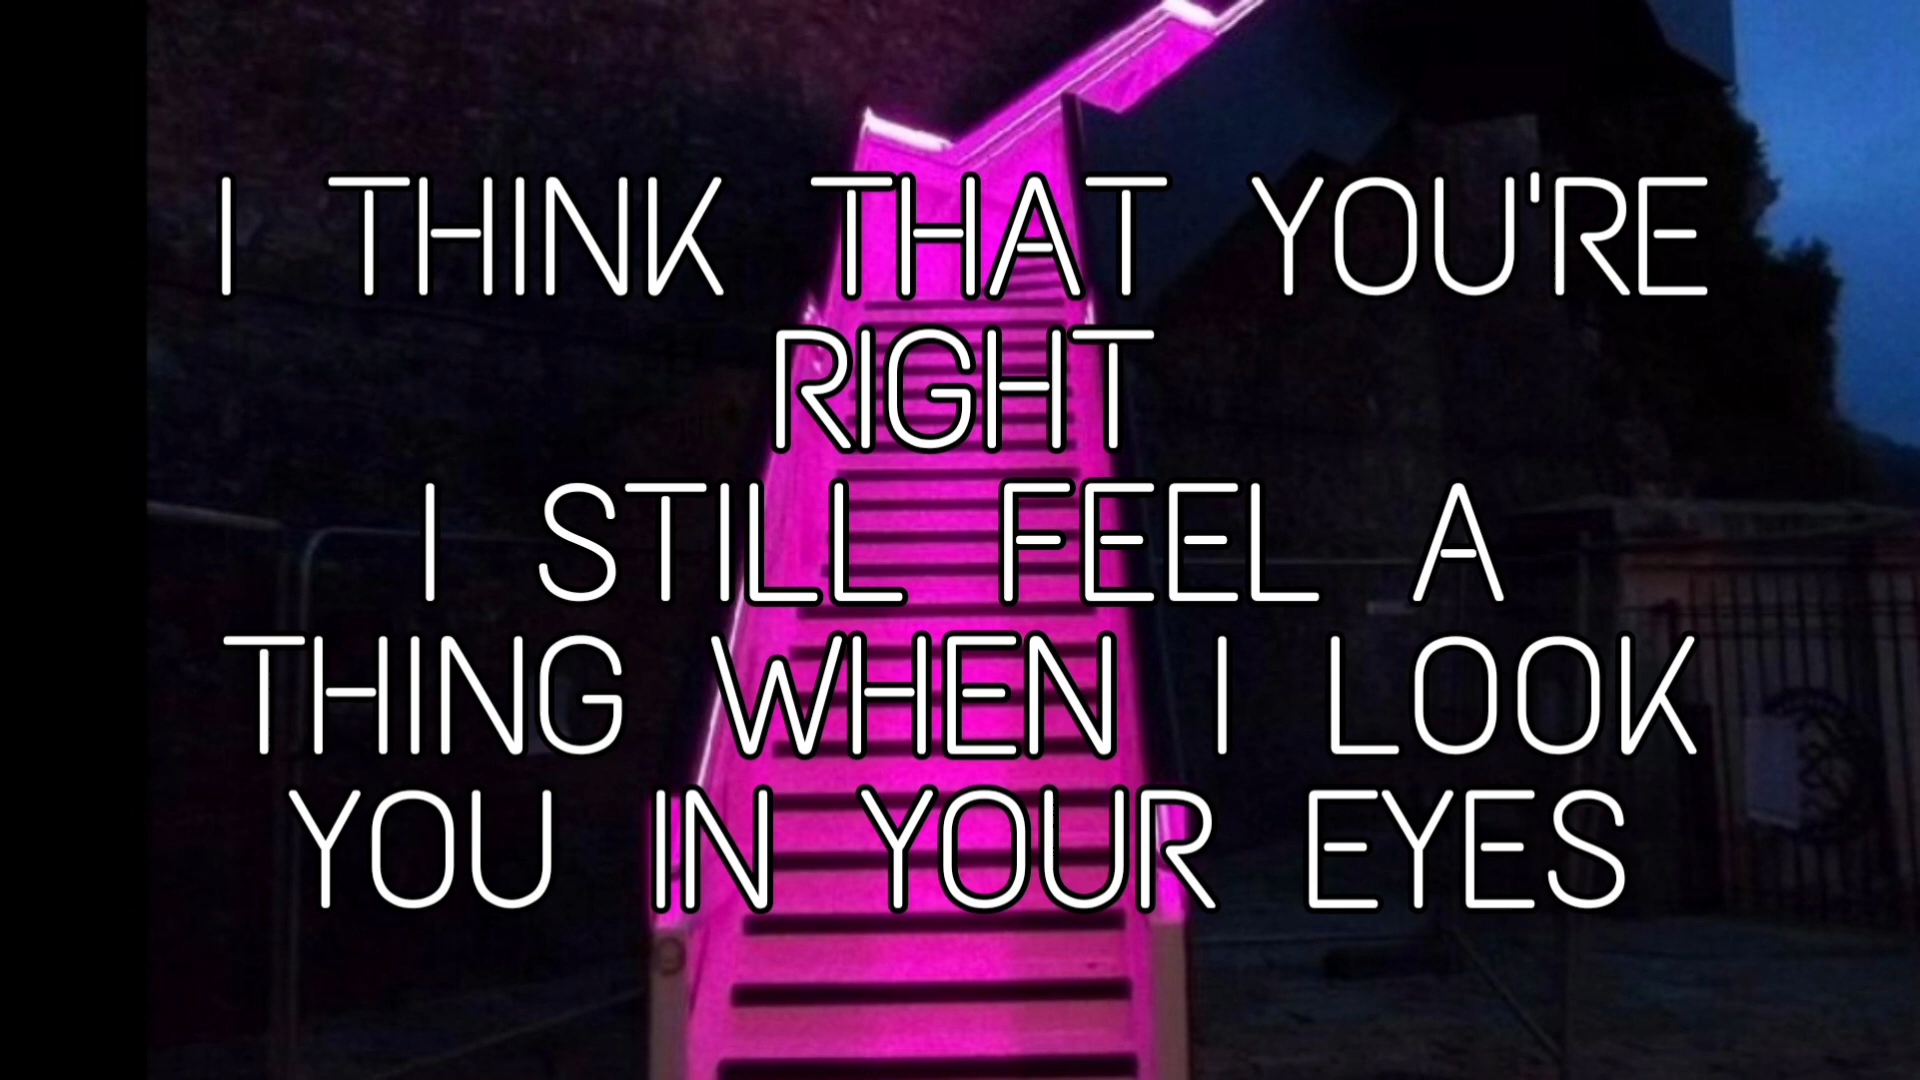 I THINK THAT YOU'RE
RIGHT
I STILL FEEL A
THING WHEN I LOOK
YOU IN YOUR EYES